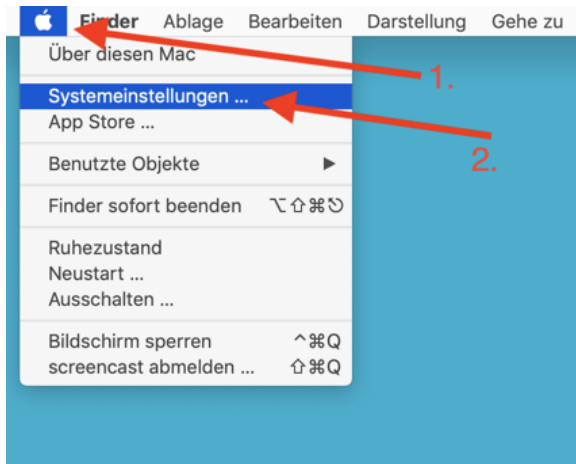 Finder Ablage Bearbeiten Darstellung Gehe zu
Über diesen Mac
1.
Systemeinstellungen ...
App Store ...
2.
Benutzte Objekte ▶
Finder sofort beenden ⌥⇧⌘⎋
Ruhezustand
Neustart ...
Ausschalten ...
Bildschirm sperren ^⌘Q
screencast abmelden ... ⇧⌘Q